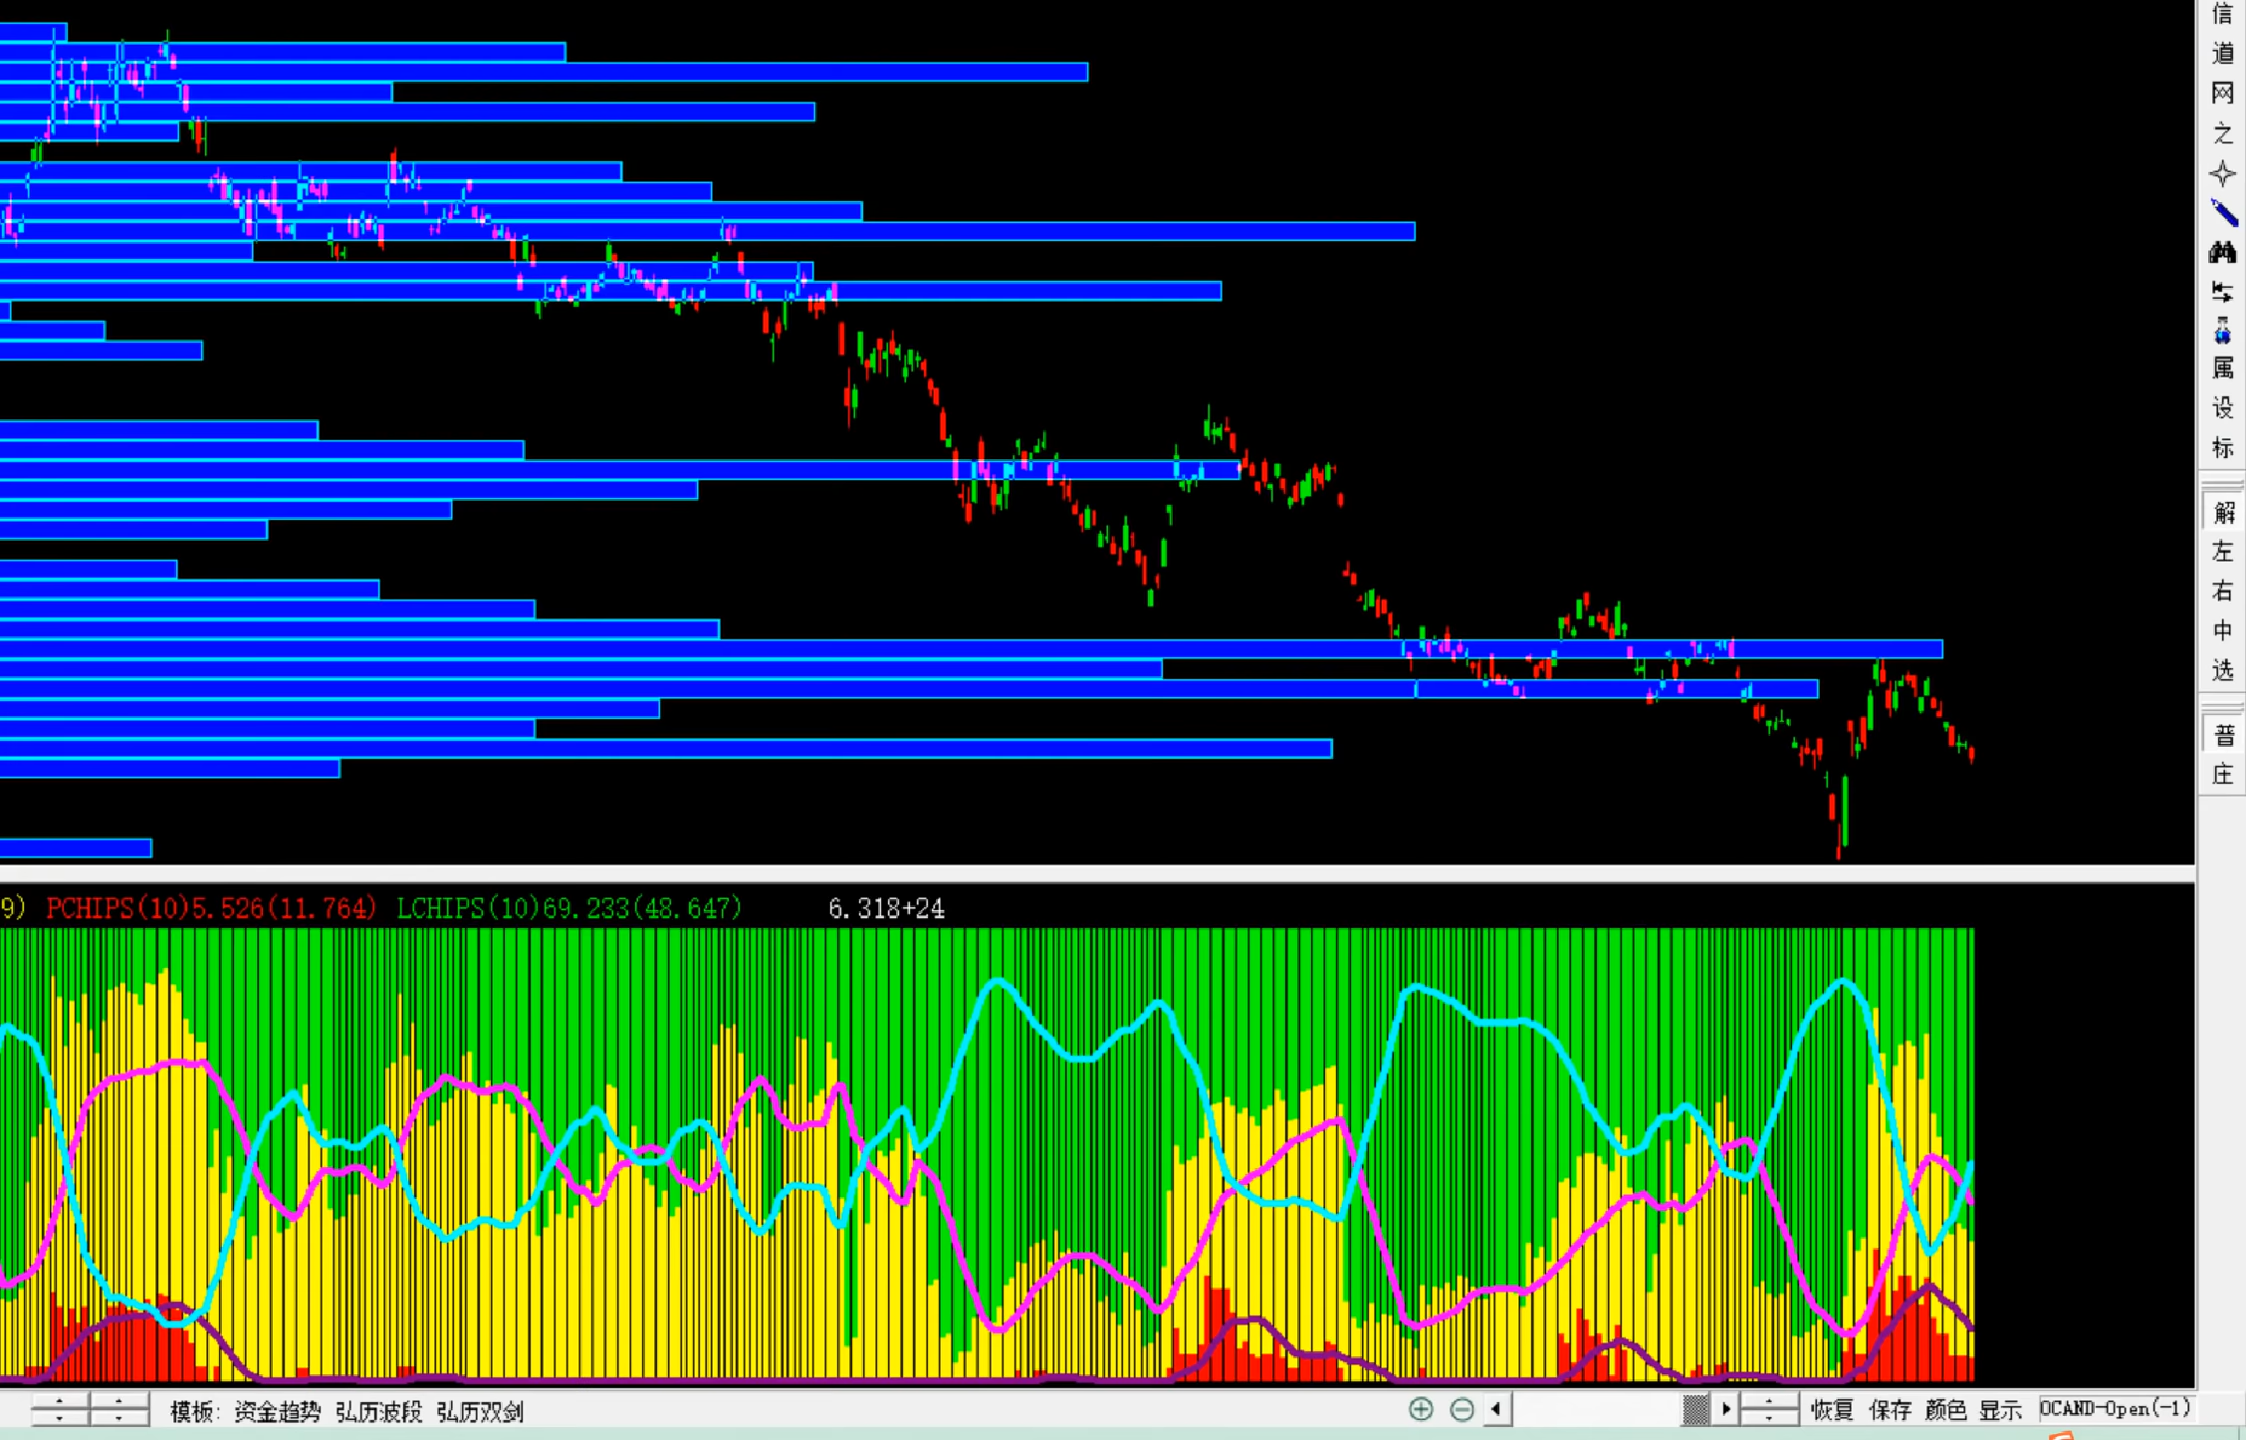 信
道
网
之
属
设
标
解
左
右
中
选
普
庄
9) PCHIPS(10)5.526(11.764) LCHIPS(10)69.233(48.647) 6.318+24
模板: 资金趋势 弘历波段 弘历双剑 恢复 保存 颜色 显示 OCAND-Open(-1)